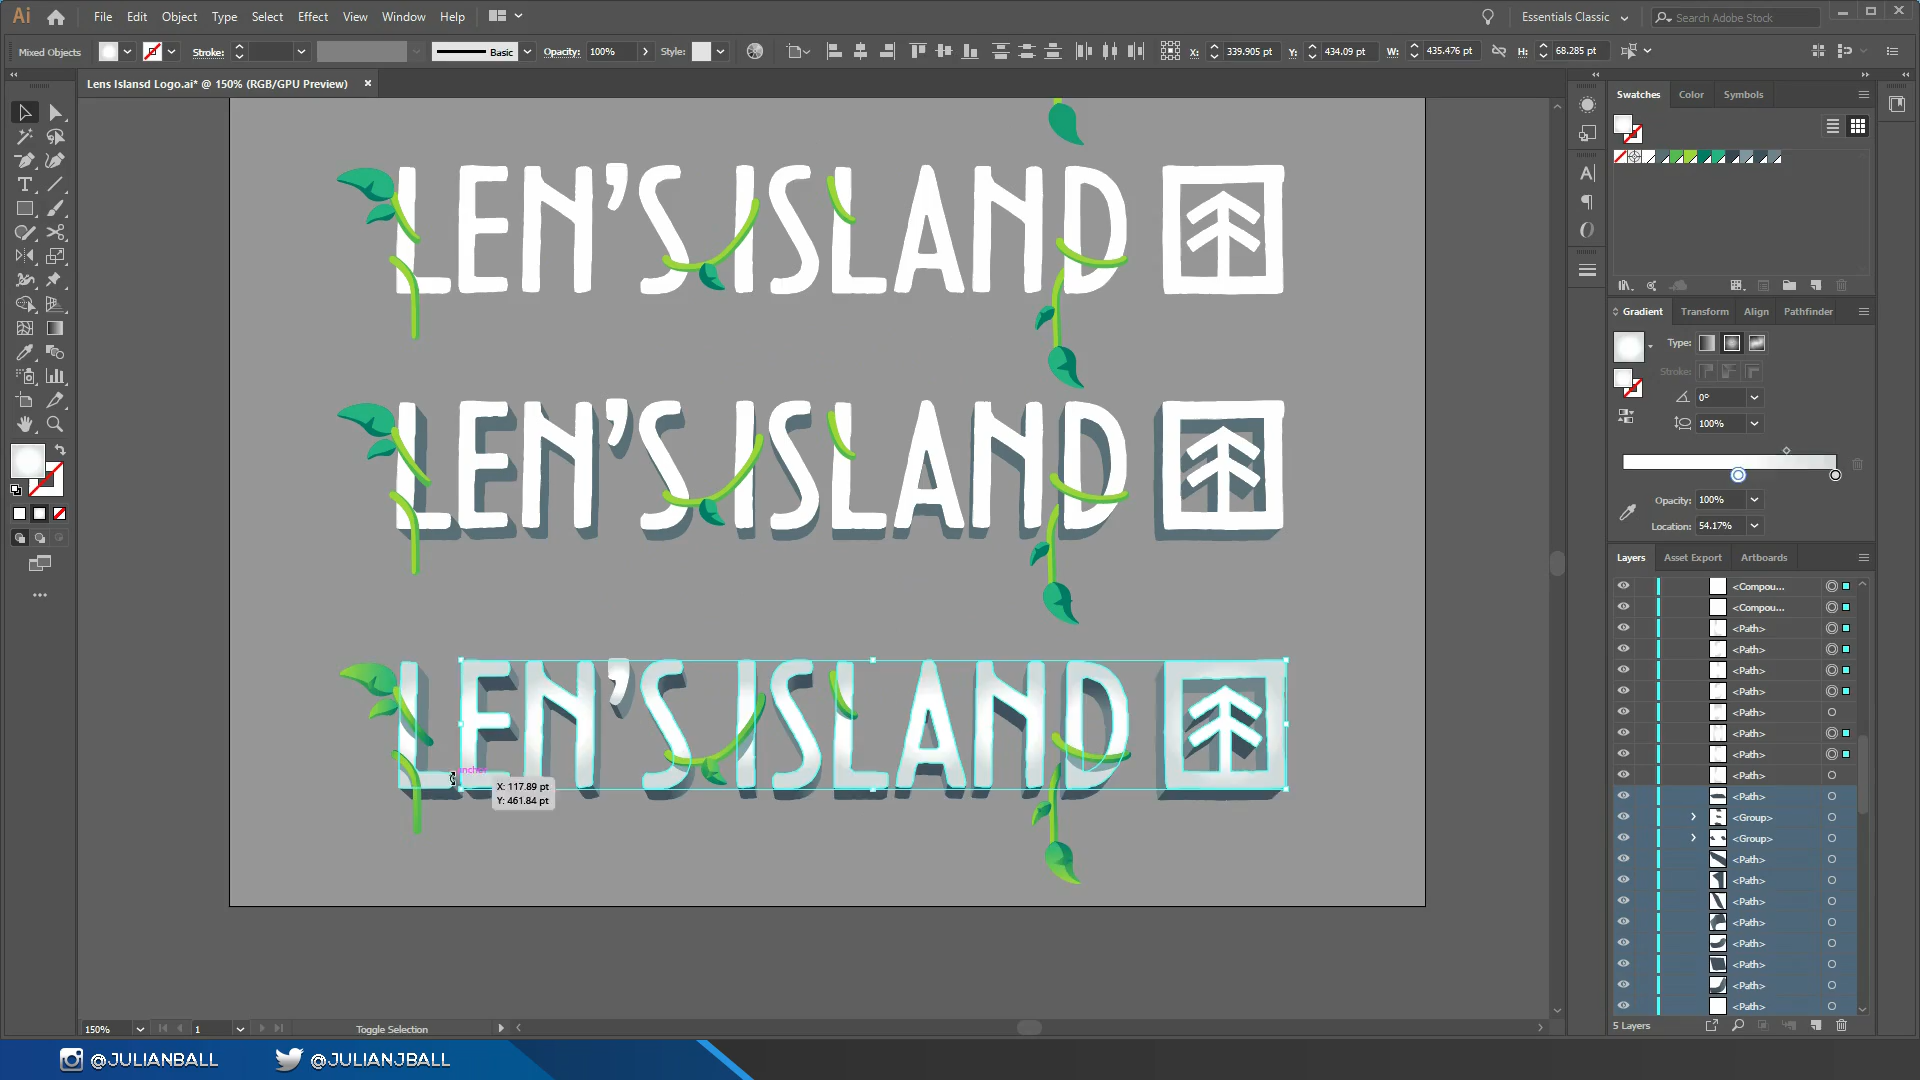 Ai File Edit Object Type Select Effect View Window Help Essentials Classic Search Adobe Stock
Mixed Objects Stroke: Basic Opacity: 100% Style: X: 339.905 pt Y: 434.09 pt W: 435.476 pt H: 68.285 pt
Lens Islansd Logo.ai* @ 150% (RGB/GPU Preview)
Swatches Color Symbols
LEN'S ISLAND
Gradient Transform Align Pathfinder
Type:
Stroke:
0°
100%
LEN'S ISLAND
Opacity: 100%
Location: 54.17%
Layers Asset Export Artboards
<Compou...
<Compou...
<Path>
<Path>
<Path>
<Path>
<Path>
<Path>
<Path>
<Path>
<Path>
<Group>
<Group>
<Path>
<Path>
<Path>
<Path>
<Path>
<Path>
<Path>
<Path>
LEN'S ISLAND
X: 117.89 pt
Y: 461.84 pt
150% 1 Toggle Selection
5 Layers
@JULIANBALL @JULIANJBALL